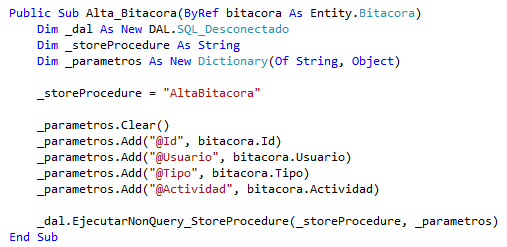 Public Sub Alta_Bitacora(ByRef bitacora As Entity.Bitacora)
    Dim _dal As New DAL.SQL_Desconectado
    Dim _storeProcedure As String
    Dim _parametros As New Dictionary(Of String, Object)

    _storeProcedure = "AltaBitacora"

    _parametros.Clear()
    _parametros.Add("@Id", bitacora.Id)
    _parametros.Add("@Usuario", bitacora.Usuario)
    _parametros.Add("@Tipo", bitacora.Tipo)
    _parametros.Add("@Actividad", bitacora.Actividad)

    _dal.EjecutarNonQuery_StoreProcedure(_storeProcedure, _parametros)
End Sub